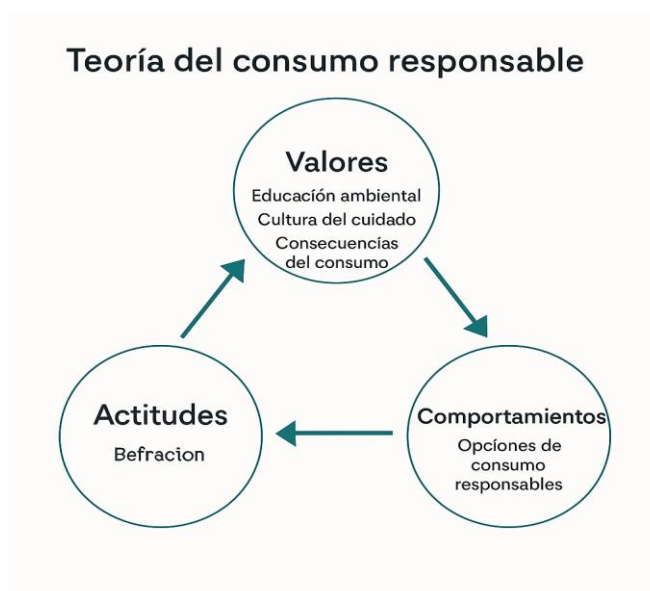 Teoría del consumo responsable
Valores
Educación ambiental
Cultura del cuidado
Consecuencías
del consumo
Actitudes
Befracion
Comportamientos
Opcíones de
consumo
responsables